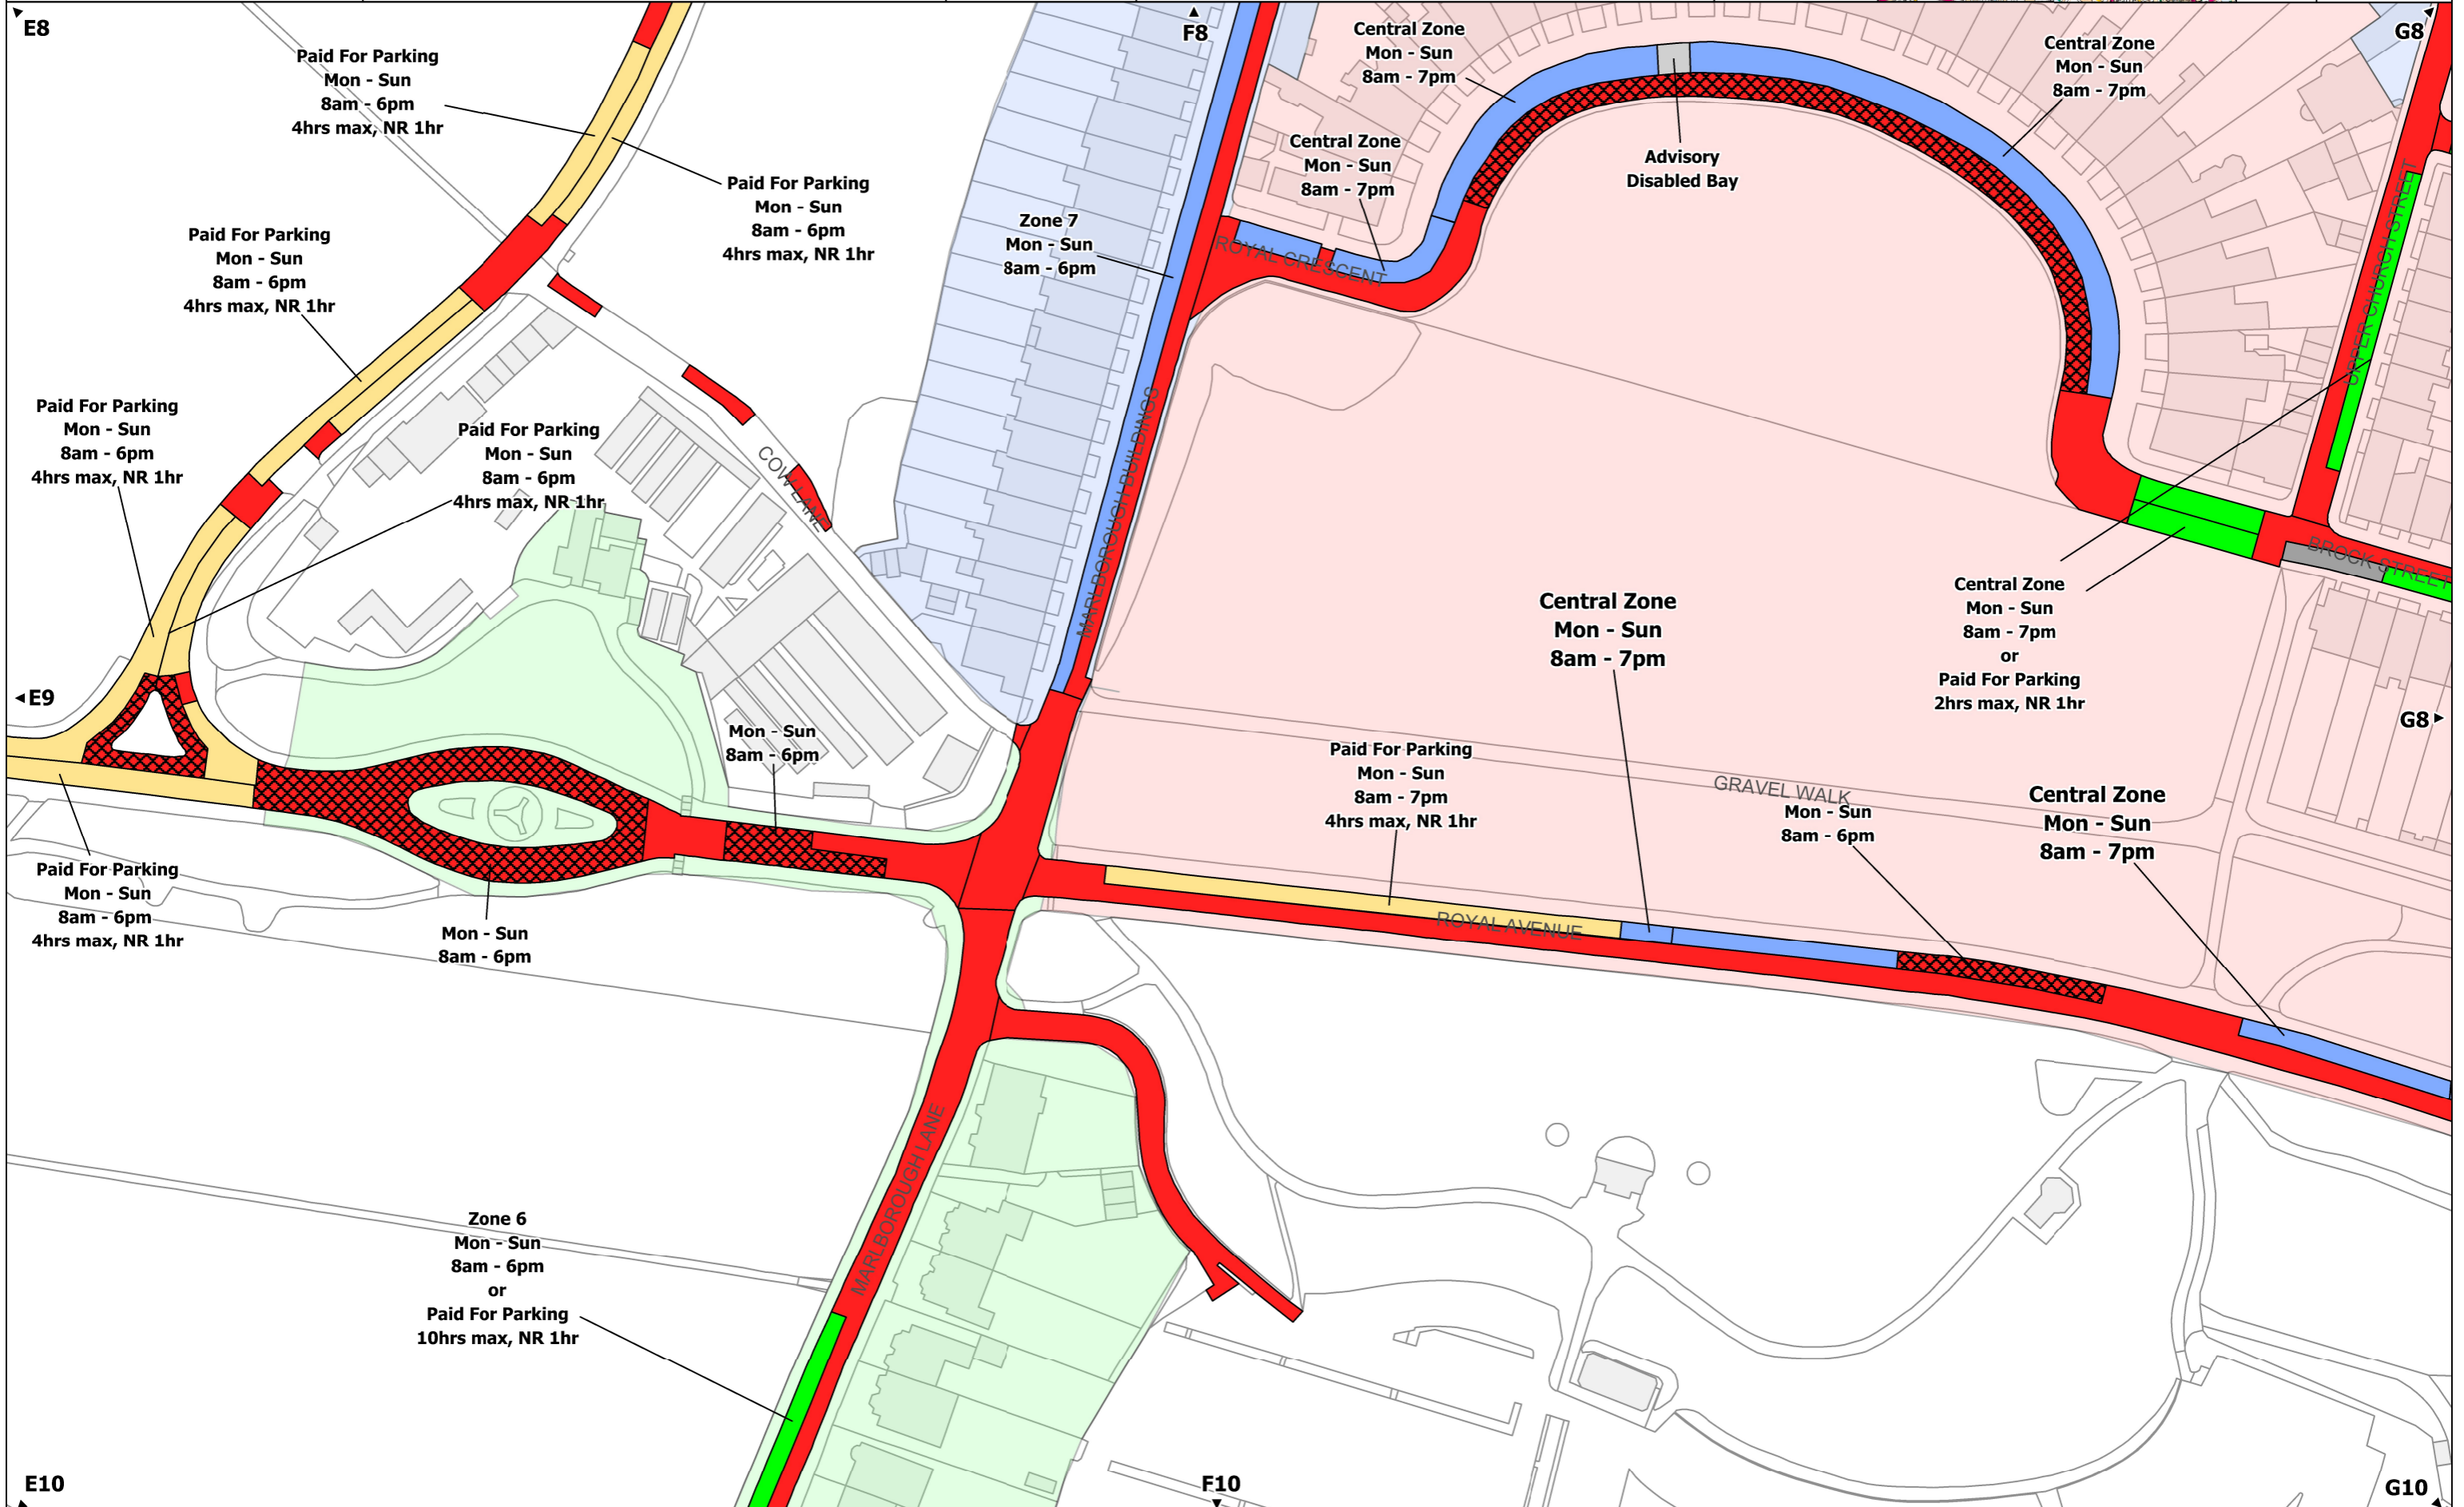 E8
F8
G8
Paid For Parking
Mon - Sun
8am - 6pm
4hrs max, NR 1hr
Paid For Parking
Mon - Sun
8am - 6pm
4hrs max, NR 1hr
Paid For Parking
Mon - Sun
8am - 6pm
4hrs max, NR 1hr
Paid For Parking
Mon - Sun
8am - 6pm
4hrs max, NR 1hr
Paid For Parking
Mon - Sun
8am - 6pm
4hrs max, NR 1hr
Zone 7
Mon - Sun
8am - 6pm
Central Zone
Mon - Sun
8am - 7pm
Central Zone
Mon - Sun
8am - 7pm
Advisory
Disabled Bay
Central Zone
Mon - Sun
8am - 7pm
ROYAL CRESCENT
UPPER CHURCH STREET
MARLBOROUGH BUILDINGS
COW LANE
BROCK STREET
Central Zone
Mon - Sun
8am - 7pm
or
Paid For Parking
2hrs max, NR 1hr
Central Zone
Mon - Sun
8am - 7pm
E9
G8
Mon - Sun
8am - 6pm
Paid For Parking
Mon - Sun
8am - 7pm
4hrs max, NR 1hr
GRAVEL WALK
Mon - Sun
8am - 6pm
Central Zone
Mon - Sun
8am - 7pm
Paid For Parking
Mon - Sun
8am - 6pm
4hrs max, NR 1hr
Mon - Sun
8am - 6pm
ROYAL AVENUE
MARLBOROUGH LANE
Zone 6
Mon - Sun
8am - 6pm
or
Paid For Parking
10hrs max, NR 1hr
E10
F10
G10